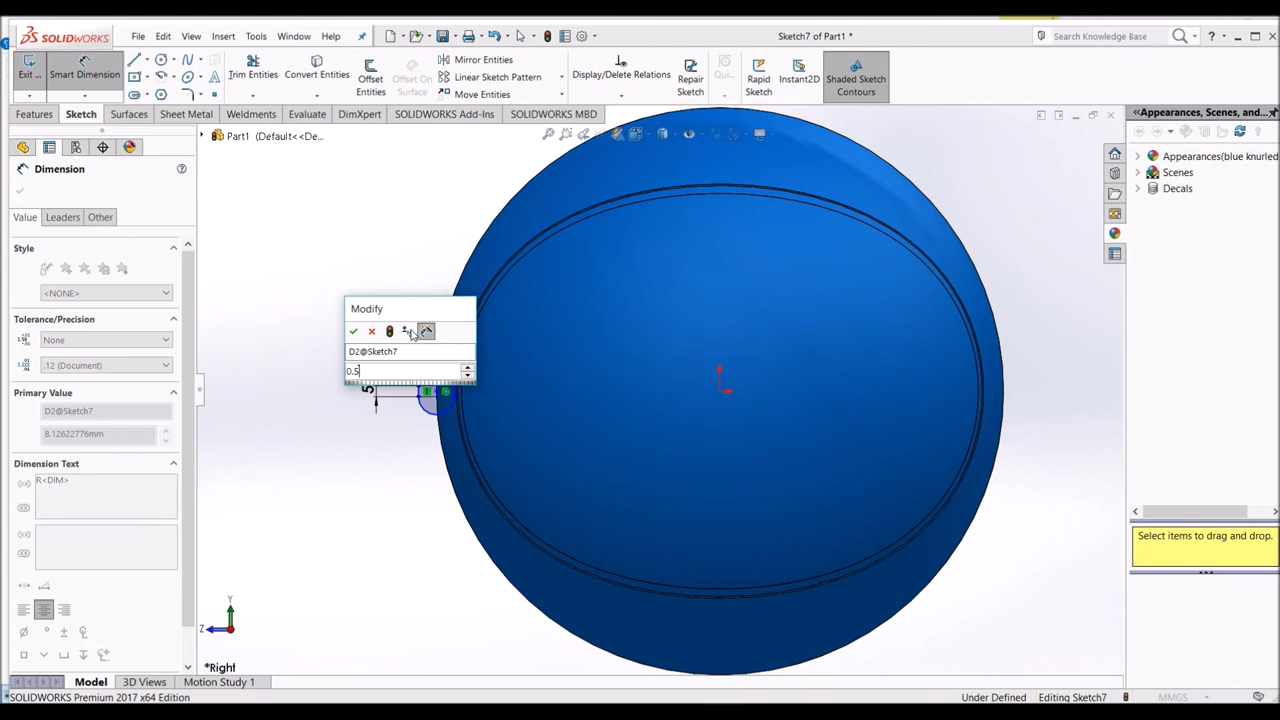 SOLIDWORKS
File
Edit
View
Insert
Tools
Window
Help
Sketch7 of Part1 *
Search Knowledge Base
?
Exit ...
Smart Dimension
Trim Entities
Convert Entities
Offset Entities
Offset On Surface
Mirror Entities
Linear Sketch Pattern
Move Entities
Display/Delete Relations
Repair Sketch
Qui...
Rapid Sketch
Instant2D
Shaded Sketch Contours
Features
Sketch
Surfaces
Sheet Metal
Weldments
Evaluate
DimXpert
SOLIDWORKS Add-Ins
SOLIDWORKS MBD
Part1 (Default<<De...
Dimension
Value
Leaders
Other
Style
<NONE>
Tolerance/Precision
None
.12 (Document)
Primary Value
D2@Sketch7
8.12622776mm
Dimension Text
R<DIM>
Modify
D2@Sketch7
0.5
5
Y
Z
*Right
Appearances, Scenes, and...
Appearances(blue knurled
Scenes
Decals
Select items to drag and drop.
Model
3D Views
Motion Study 1
*SOLIDWORKS Premium 2017 x64 Edition
Under Defined
Editing Sketch7
MMGS